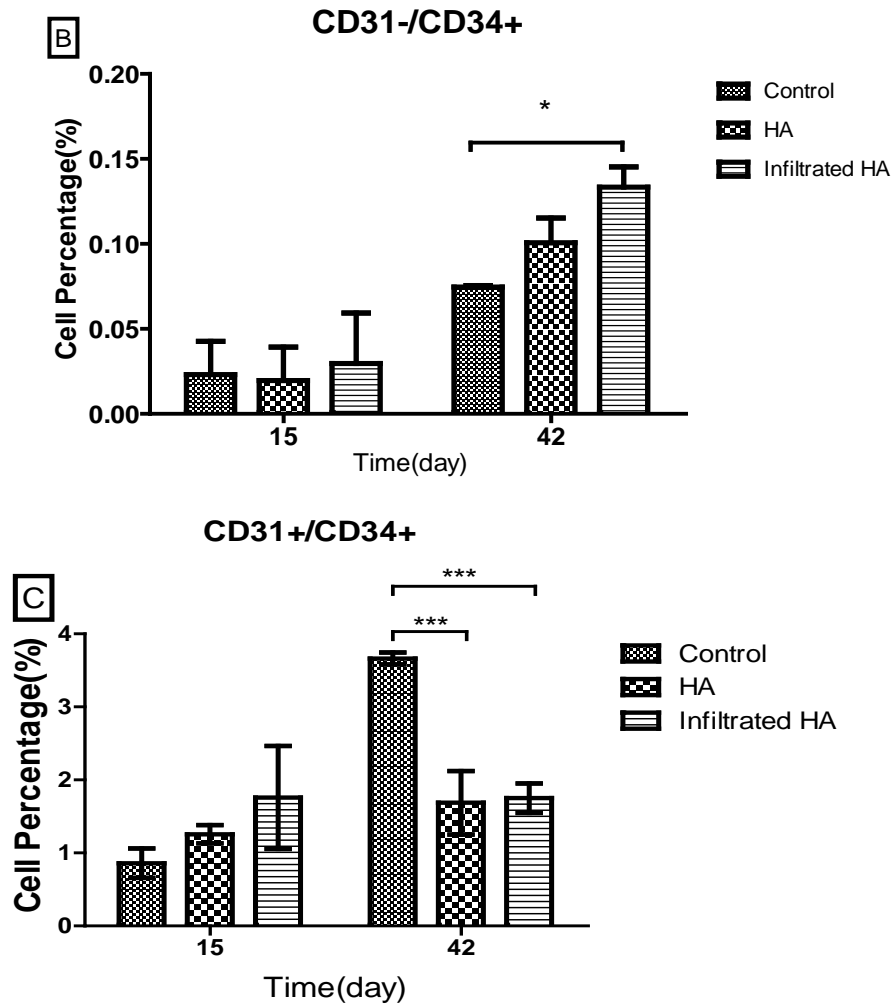 B
CD31-/CD34+
Cell Percentage(%)
0.20
0.15
0.10
0.05
0.00
*
15
42
Time(day)
Control
HA
Infiltrated HA
CD31+/CD34+
C
Cell Percentage(%)
4
3
2
1
0
***
***
15
42
Time(day)
Control
HA
Infiltrated HA